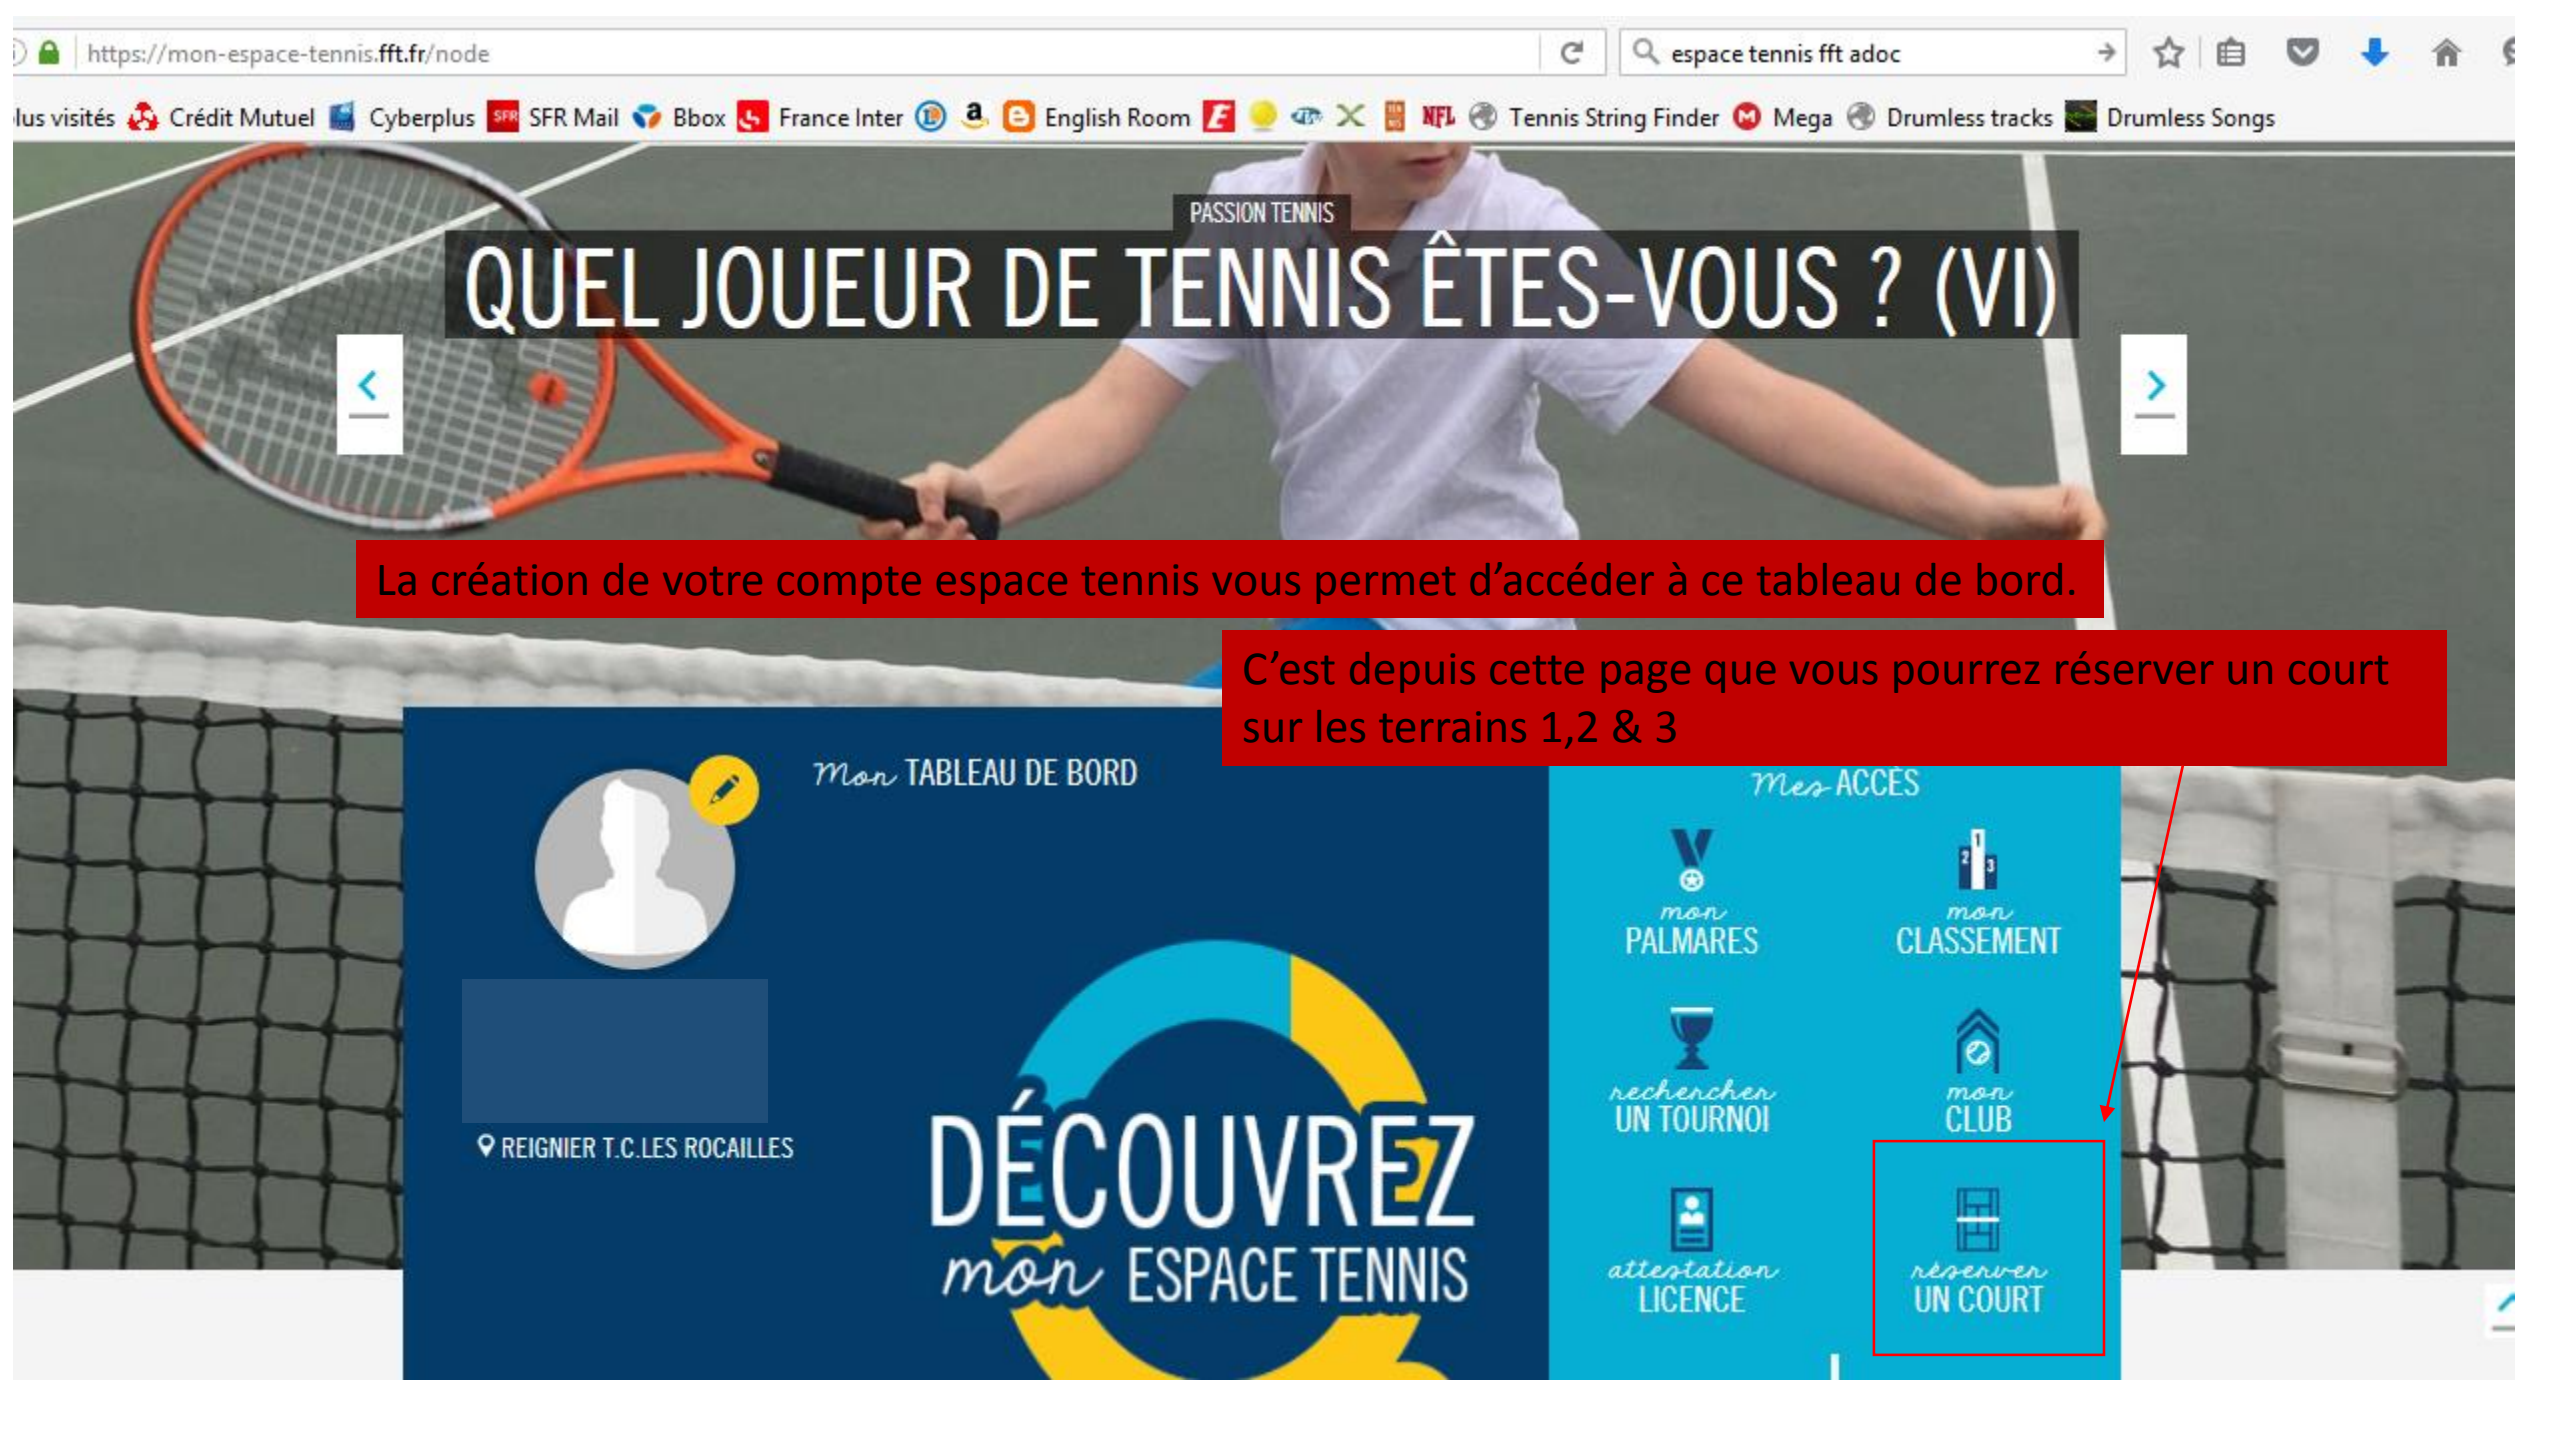 https://mon-espace-tennis.fft.fr/node
espace tennis fft adoc
lus visités Crédit Mutuel Cyberplus SFR SFR Mail Bbox France Inter English Room NFL Tennis String Finder Mega Drumless tracks Drumless Songs
PASSION TENNIS
QUEL JOUEUR DE TENNIS ÊTES-VOUS ? (VI)
La création de votre compte espace tennis vous permet d’accéder à ce tableau de bord.
C’est depuis cette page que vous pourrez réserver un court
sur les terrains 1,2 & 3
mon TABLEAU DE BORD
REIGNIER T.C.LES ROCAILLES
DÉCOUVREZ
mon ESPACE TENNIS
Mes ACCÈS
mon
PALMARES
1
2 3
mon
CLASSEMENT
rechercher
UN TOURNOI
mon
CLUB
attestation
LICENCE
réserver
UN COURT